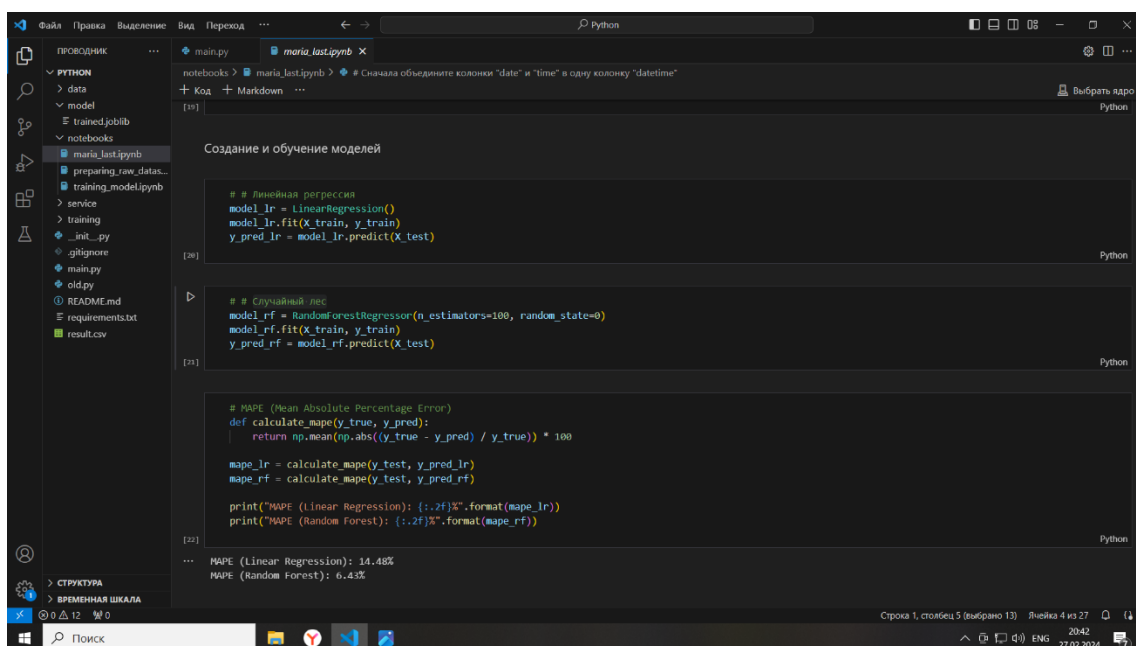 Файл Правка Выделение Вид Переход ··· ← → Python
ПРОВОДНИК ···
main.py maria_last.ipynb
PYTHON
data
model
trained.joblib
notebooks
maria_last.ipynb
preparing_raw_datas...
training_model.ipynb
service
training
__init__.py
.gitignore
main.py
old.py
README.md
requirements.txt
result.csv
СТРУКТУРА
ВРЕМЕННАЯ ШКАЛА
notebooks > maria_last.ipynb > # Сначала объедините колонки "date" и "time" в одну колонку "datetime"
+ Код + Markdown ··· Выбрать ядро
[19] Python
Создание и обучение моделей
# # Линейная регрессия
model_lr = LinearRegression()
model_lr.fit(X_train, y_train)
y_pred_lr = model_lr.predict(X_test)
[20] Python
# # Случайный лес
model_rf = RandomForestRegressor(n_estimators=100, random_state=0)
model_rf.fit(X_train, y_train)
y_pred_rf = model_rf.predict(X_test)
[21] Python
# MAPE (Mean Absolute Percentage Error)
def calculate_mape(y_true, y_pred):
return np.mean(np.abs((y_true - y_pred) / y_true)) * 100
mape_lr = calculate_mape(y_test, y_pred_lr)
mape_rf = calculate_mape(y_test, y_pred_rf)
print("MAPE (Linear Regression): {:.2f}%".format(mape_lr))
print("MAPE (Random Forest): {:.2f}%".format(mape_rf))
[22] Python
··· MAPE (Linear Regression): 14.48%
MAPE (Random Forest): 6.43%
0 12 0 Строка 1, столбец 5 (выбрано 13) Ячейка 4 из 27
Поиск ENG 20:42
27.02.2024